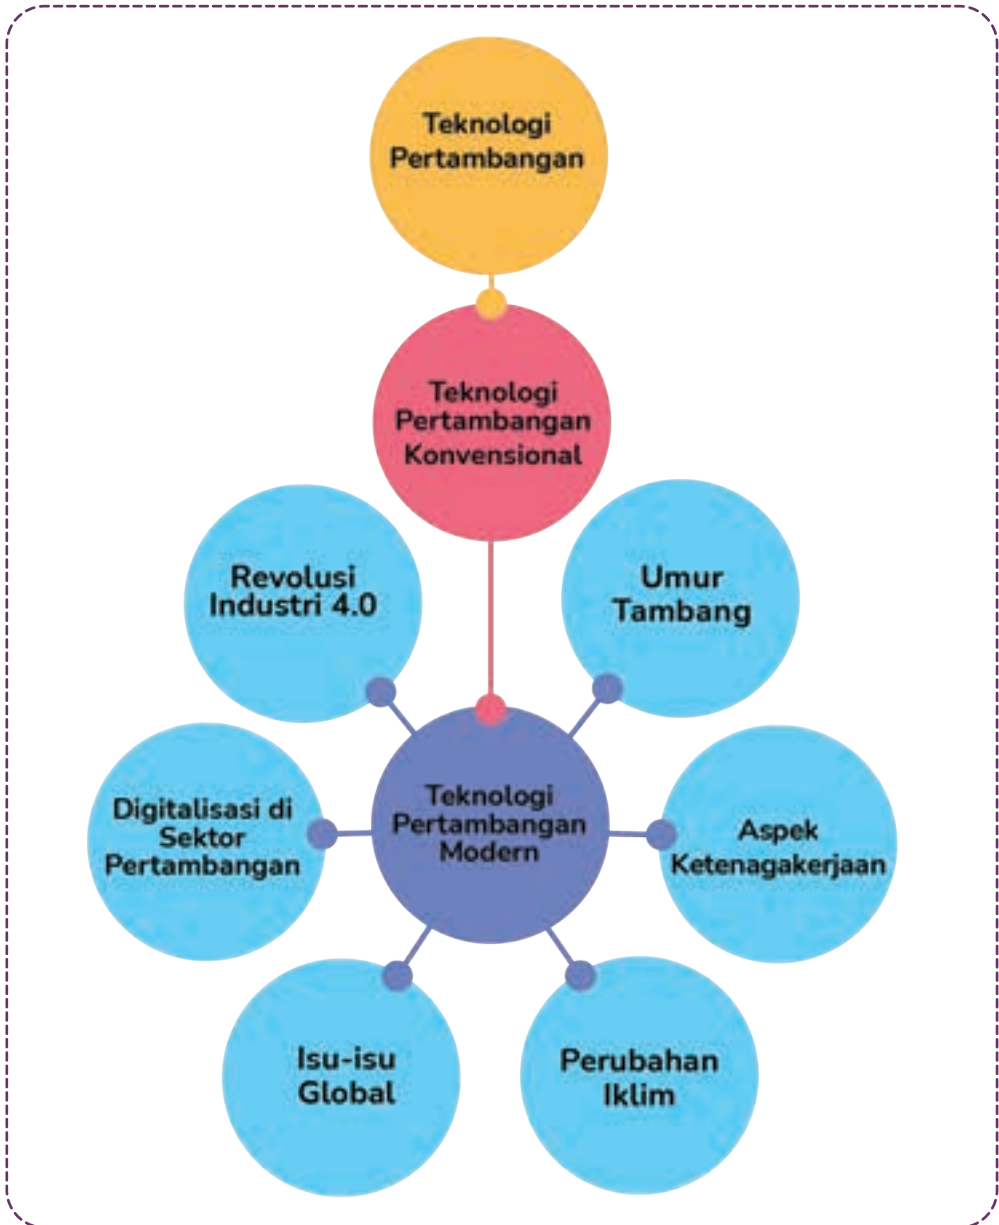 Teknologi
Pertambangan
Teknologi
Pertambangan
Konvensional
Revolusi
Industri 4.0
Umur
Tambang
Digitalisasi di
Sektor
Pertambangan
Teknologi
Pertambangan
Modern
Aspek
Ketenagakerjaan
Isu-isu
Global
Perubahan
Iklim